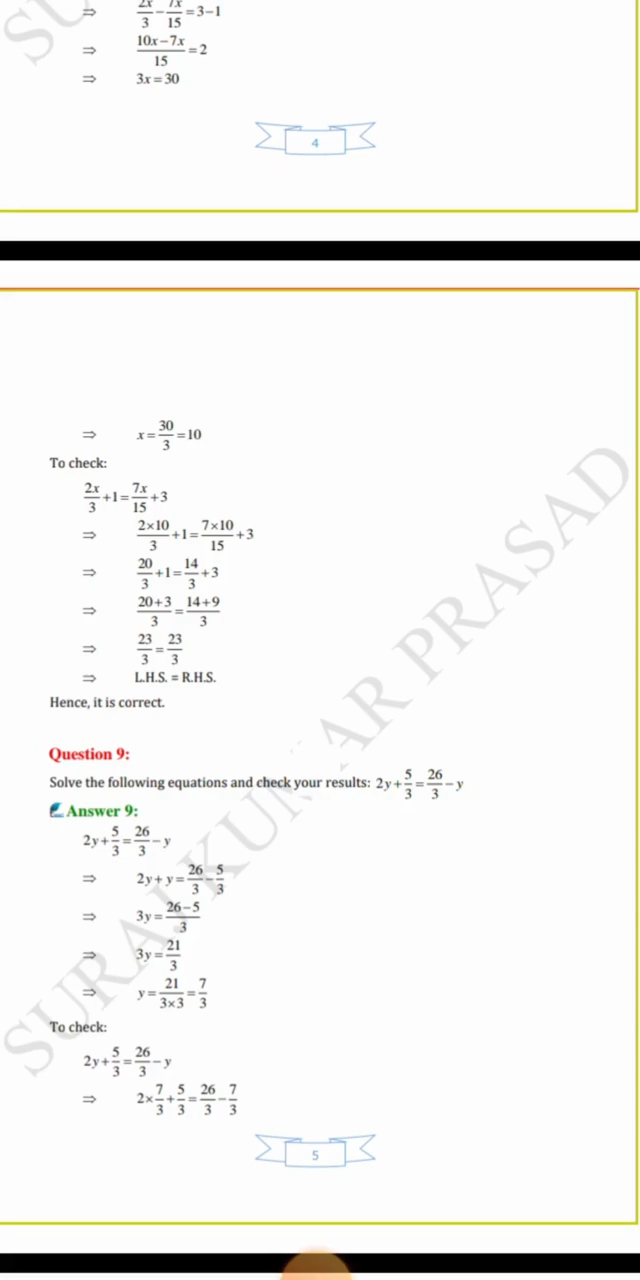 ⇒ 2x/3 − 7x/15 = 3−1
⇒ (10x−7x)/15 = 2
⇒ 3x = 30
4
⇒ x = 30/3 = 10
To check:
2x/3 + 1 = 7x/15 + 3
⇒ (2×10)/3 + 1 = (7×10)/15 + 3
⇒ 20/3 + 1 = 14/3 + 3
⇒ (20+3)/3 = (14+9)/3
⇒ 23/3 = 23/3
⇒ L.H.S. = R.H.S.
Hence, it is correct.
Question 9:
Solve the following equations and check your results: 2y + 5/3 = 26/3 − y
Answer 9:
2y + 5/3 = 26/3 − y
⇒ 2y + y = 26/3 − 5/3
⇒ 3y = (26−5)/3
⇒ 3y = 21/3
⇒ y = 21/(3×3) = 7/3
To check:
2y + 5/3 = 26/3 − y
⇒ 2×7/3 + 5/3 = 26/3 − 7/3
5
SURAJ KUMAR PRASAD
SU